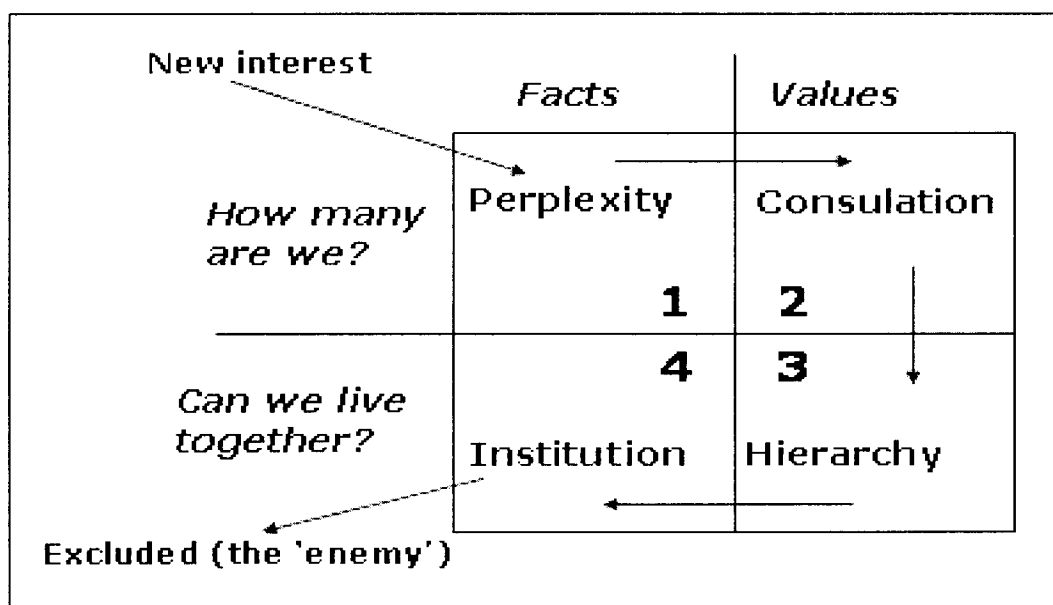 New interest
Facts
Values
How many
are we?
Perplexity
Consulation
1
2
4
3
Can we live
together?
Institution
Hierarchy
Excluded (the 'enemy')